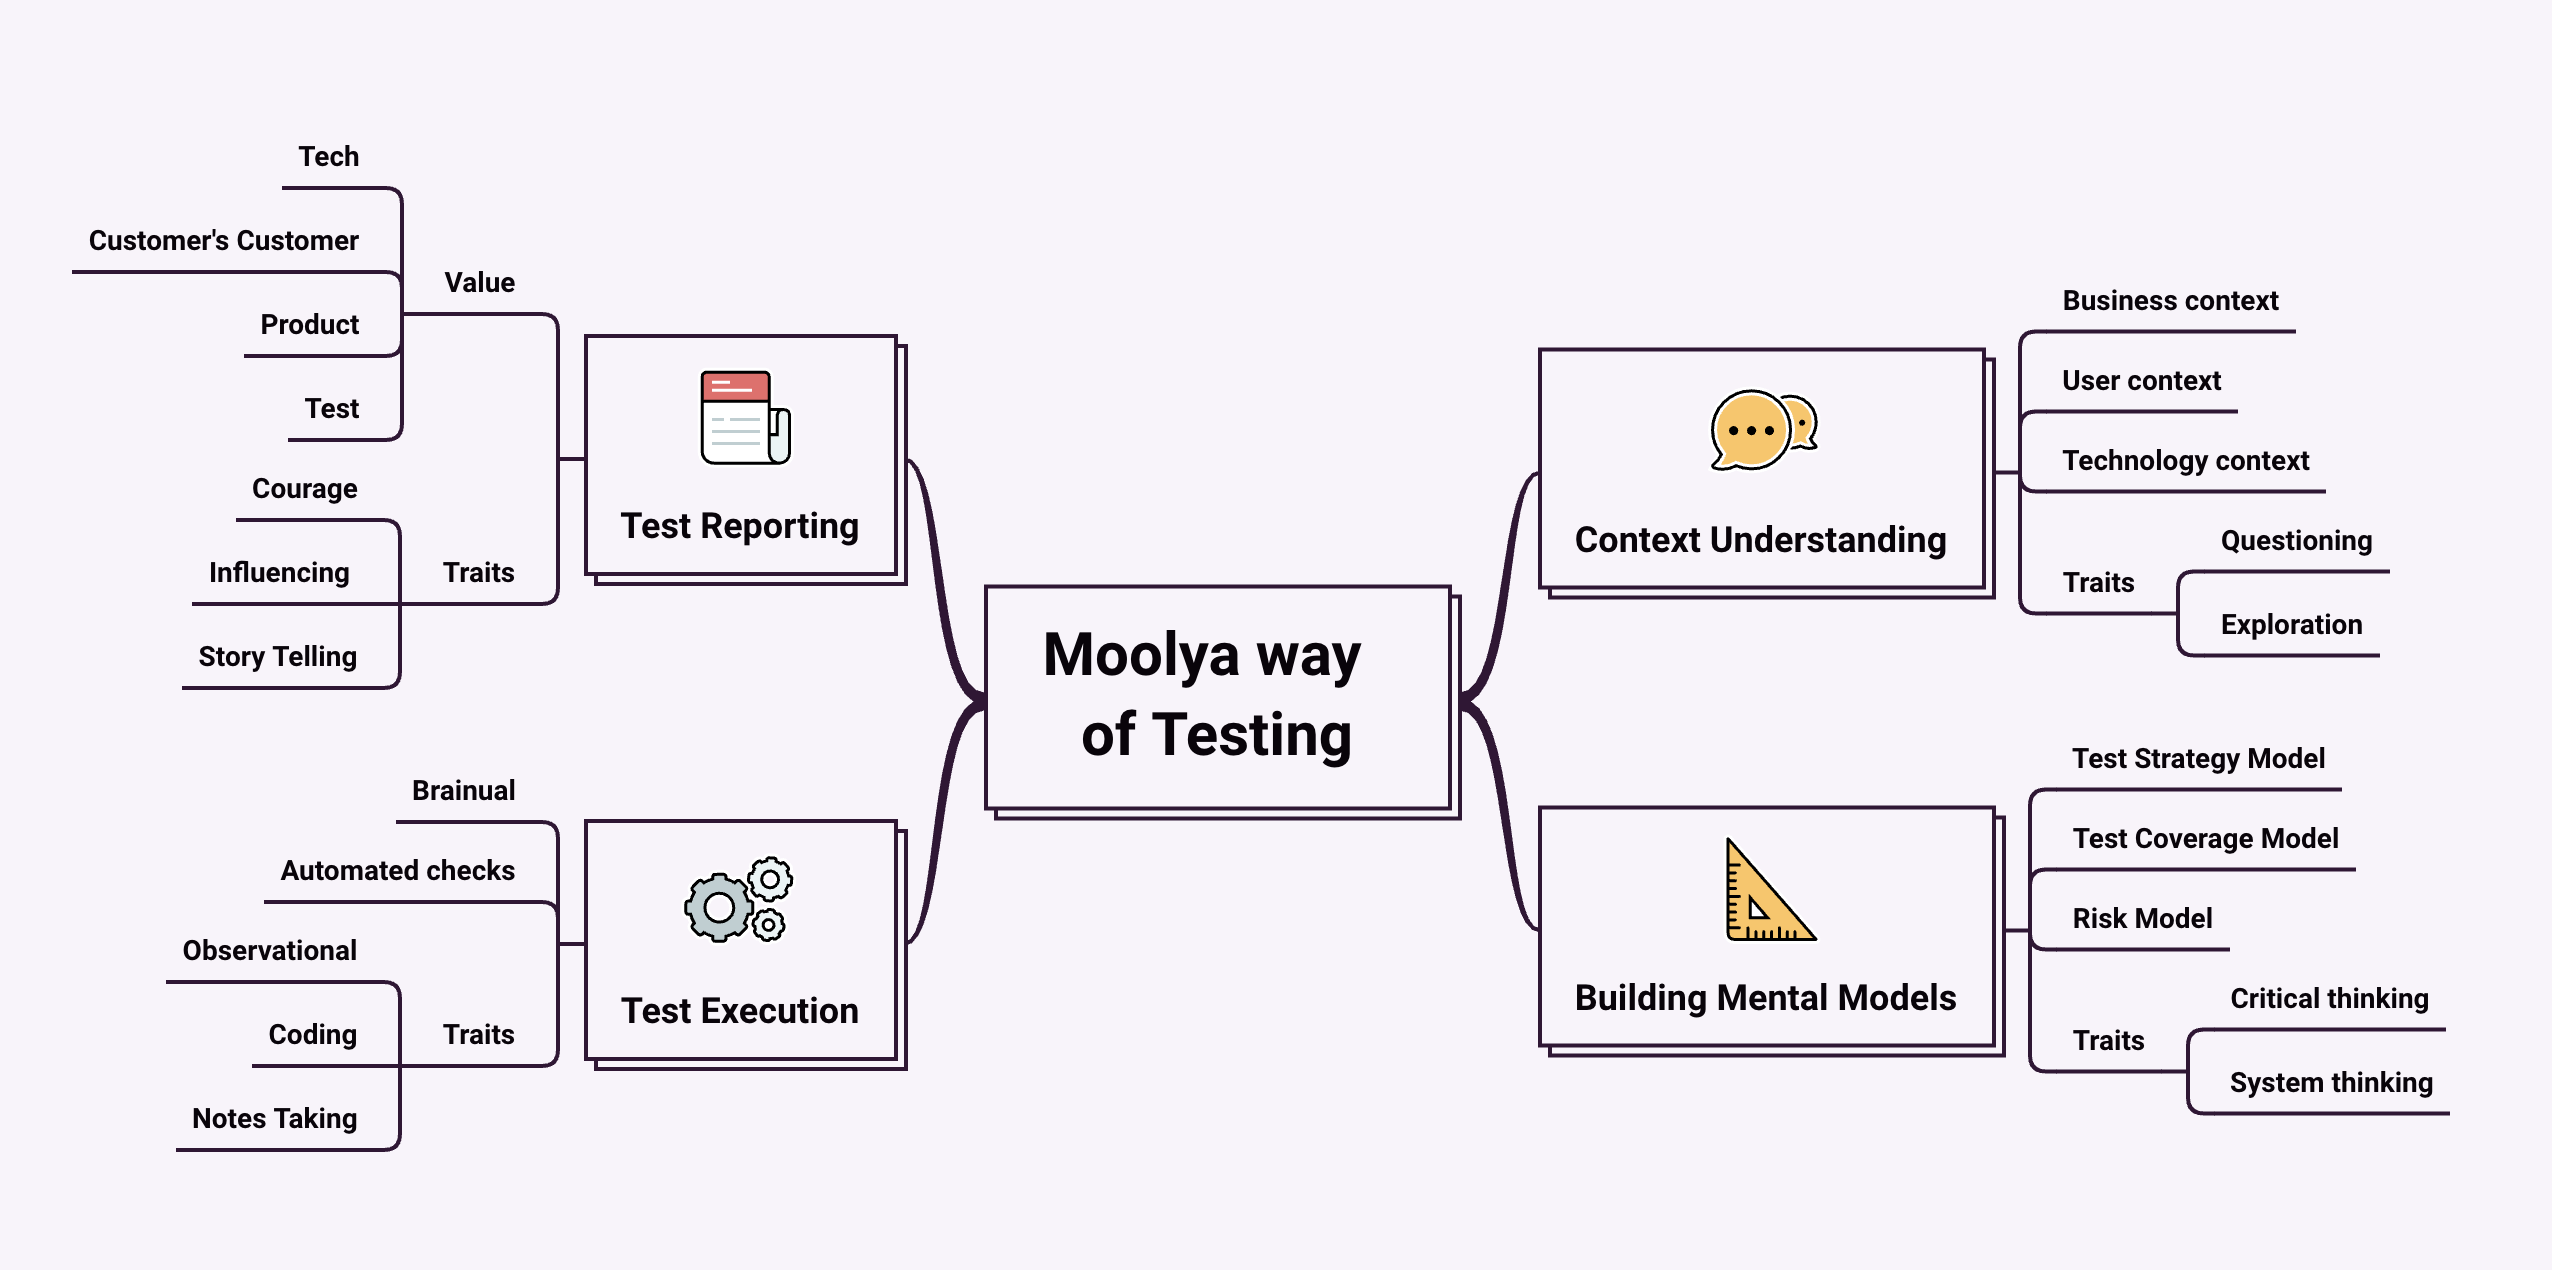 Moolya way
of Testing
Context Understanding
Business context
User context
Technology context
Traits
Questioning
Exploration
Building Mental Models
Test Strategy Model
Test Coverage Model
Risk Model
Traits
Critical thinking
System thinking
Test Reporting
Value
Tech
Customer's Customer
Product
Test
Traits
Courage
Influencing
Story Telling
Test Execution
Brainual
Automated checks
Traits
Observational
Coding
Notes Taking